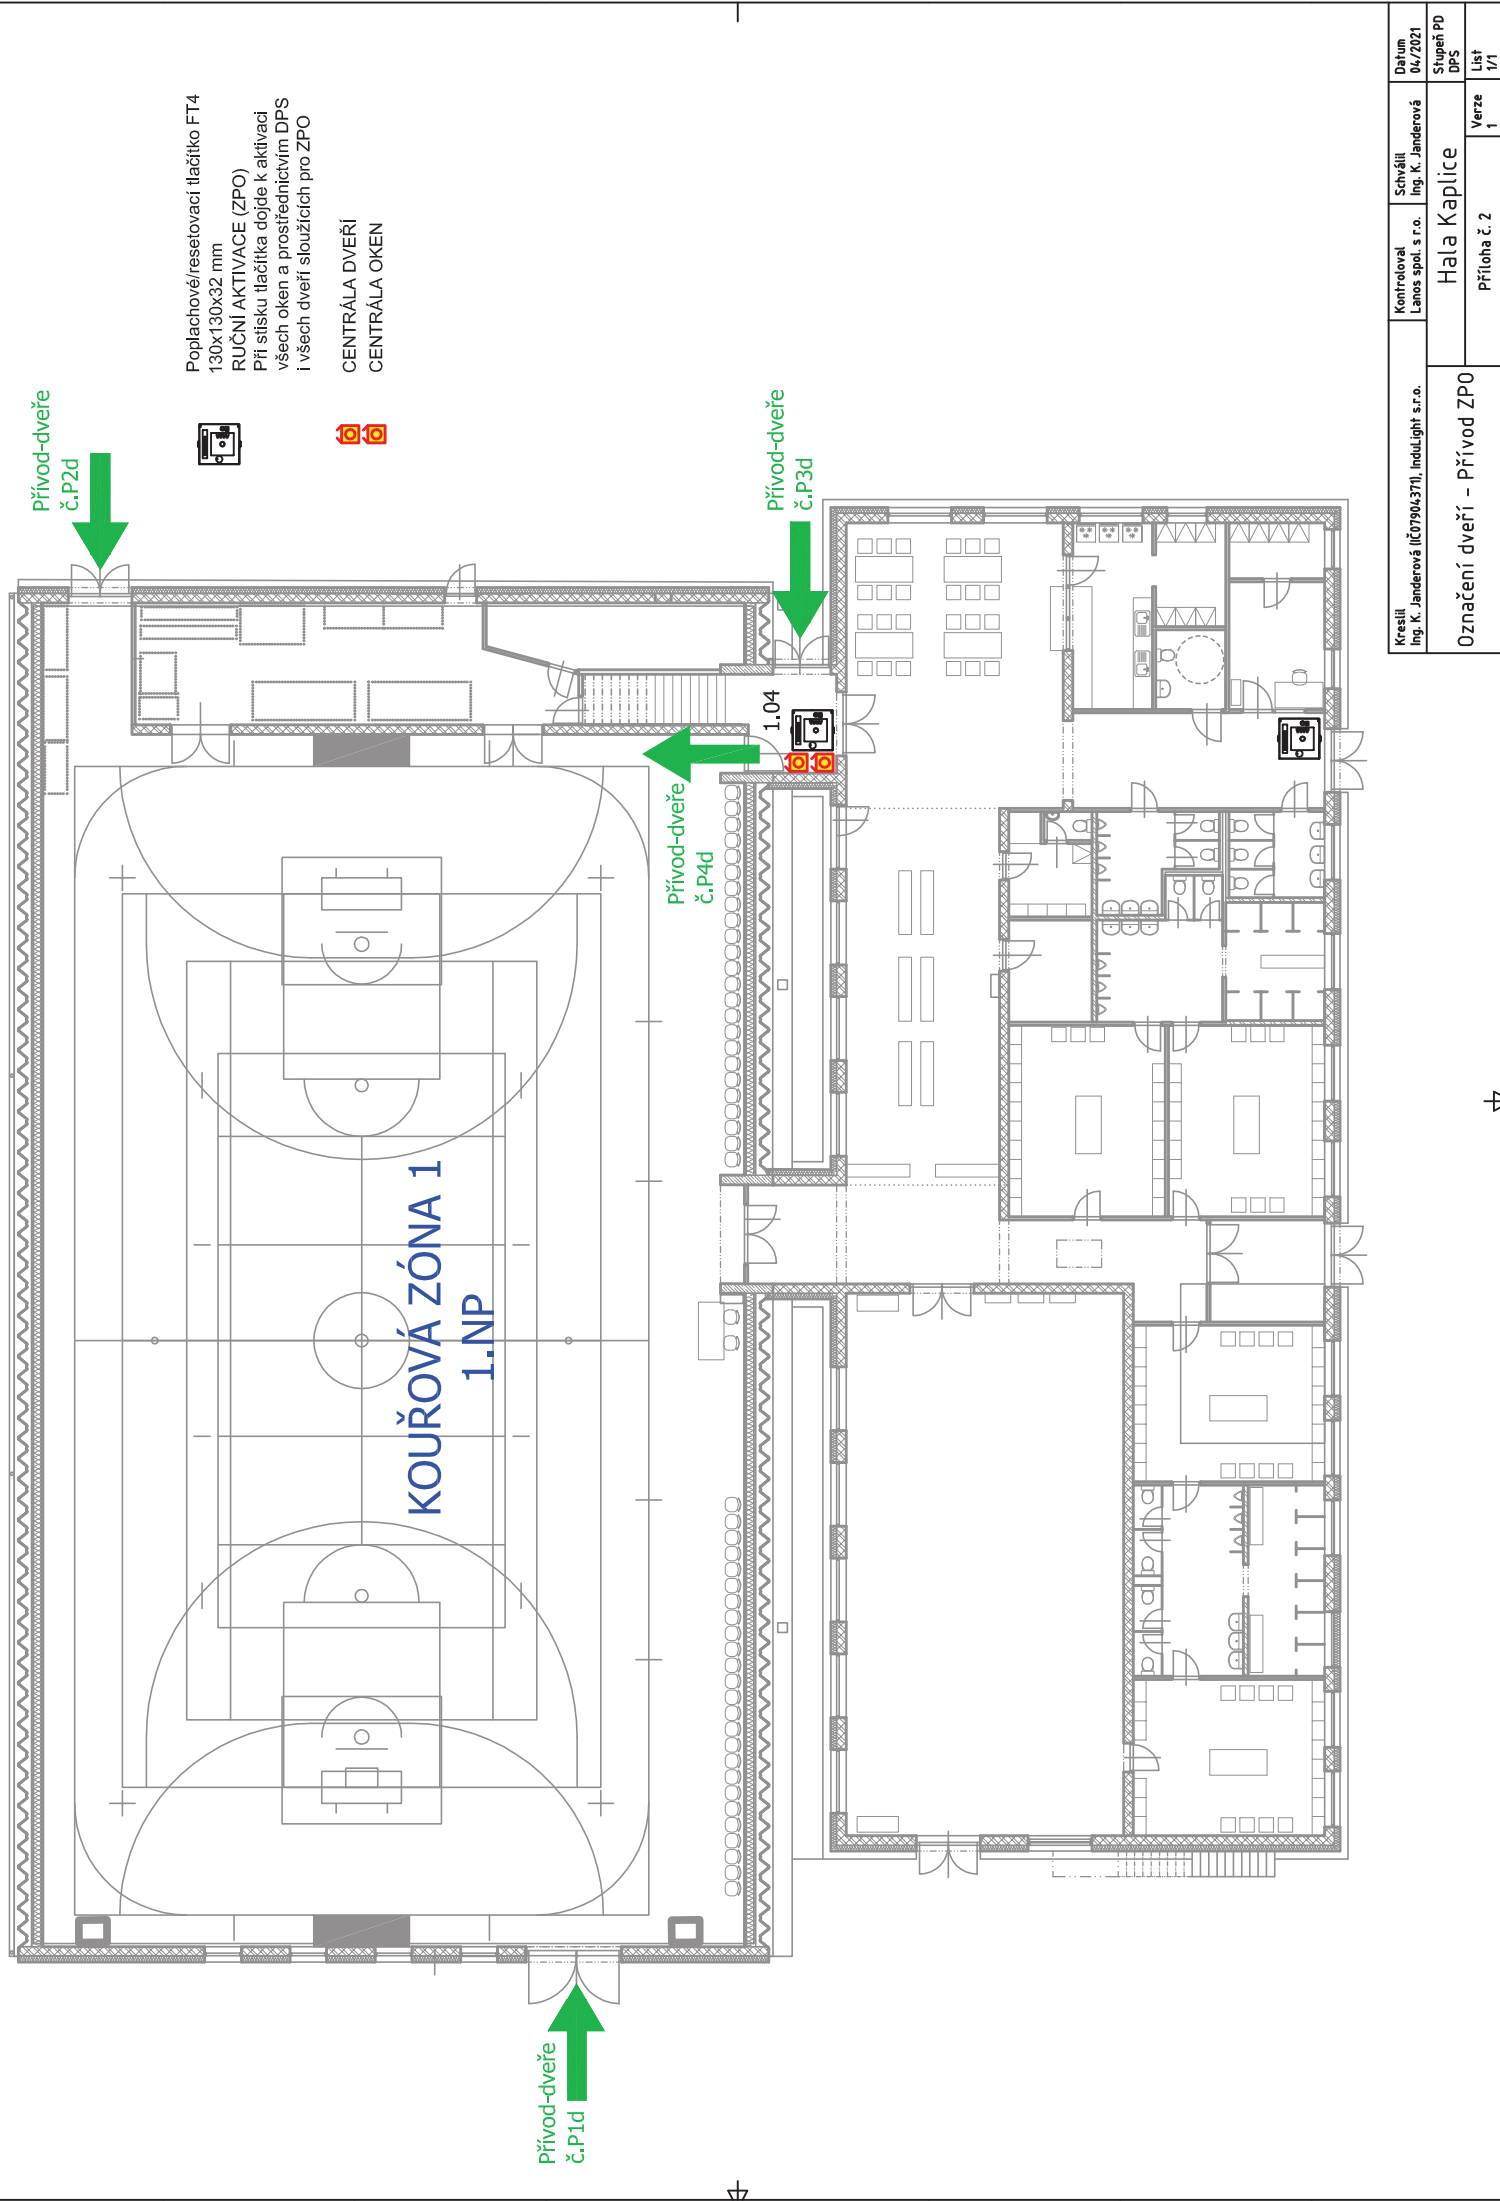 Přívod-dveře
č.P2d
Poplachové/resetovací tlačítko FT4
130x130x32 mm
RUČNÍ AKTIVACE (ZPO)
Při stisku tlačítka dojde k aktivaci
všech oken a prostřednictvím DPS
i všech dveří sloužících pro ZPO
CENTRÁLA DVEŘÍ
CENTRÁLA OKEN
Přívod-dveře
č.P3d
1.04
Přívod-dveře
č.P4d
KOUŘOVÁ ZÓNA 1
1.NP
Přívod-dveře
č.P1d
Kreslil
Ing. K. Janderová (IČ07904371), InduLight s.r.o.
Kontroloval
Lanos spol. s r.o.
Schválil
Ing. K. Janderová
Datum
04/2021
Označení dveří - Přívod ZPO
Hala Kaplice
Stupeň PD
DPS
Příloha č. 2
Verze
1
List
1/1